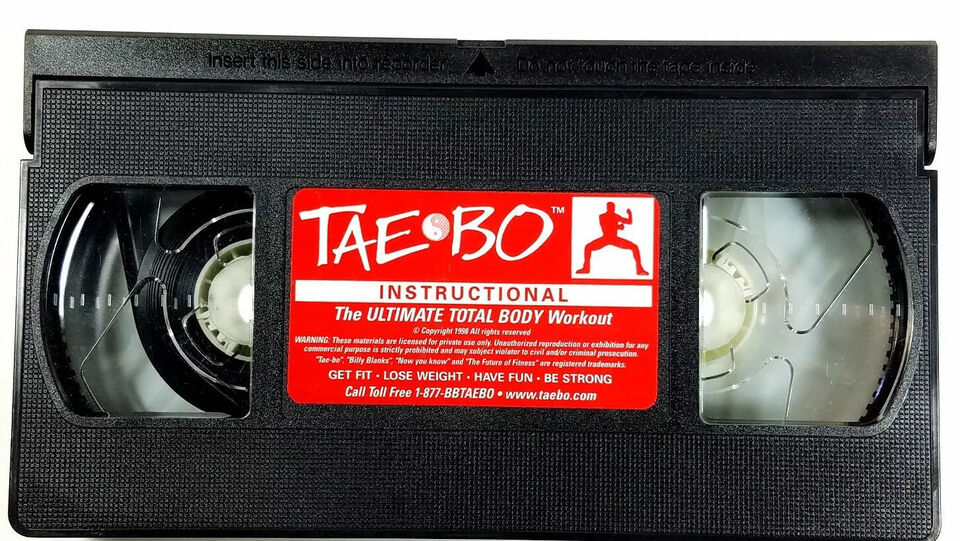 Insert this side into recorder ▲ Do not touch the tape inside
TAE BO™
INSTRUCTIONAL
The ULTIMATE TOTAL BODY Workout
© Copyright 1998 All rights reserved
WARNING: These materials are licensed for private use only. Unauthorized reproduction or exhibition for any
commercial purpose is strictly prohibited and may subject violator to civil and/or criminal prosecution.
"Tae-bo", "Billy Blanks", "Now you know" and "The Future of Fitness" are registered trademarks.
GET FIT • LOSE WEIGHT • HAVE FUN • BE STRONG
Call Toll Free 1-877-BBTAEBO • www.taebo.com